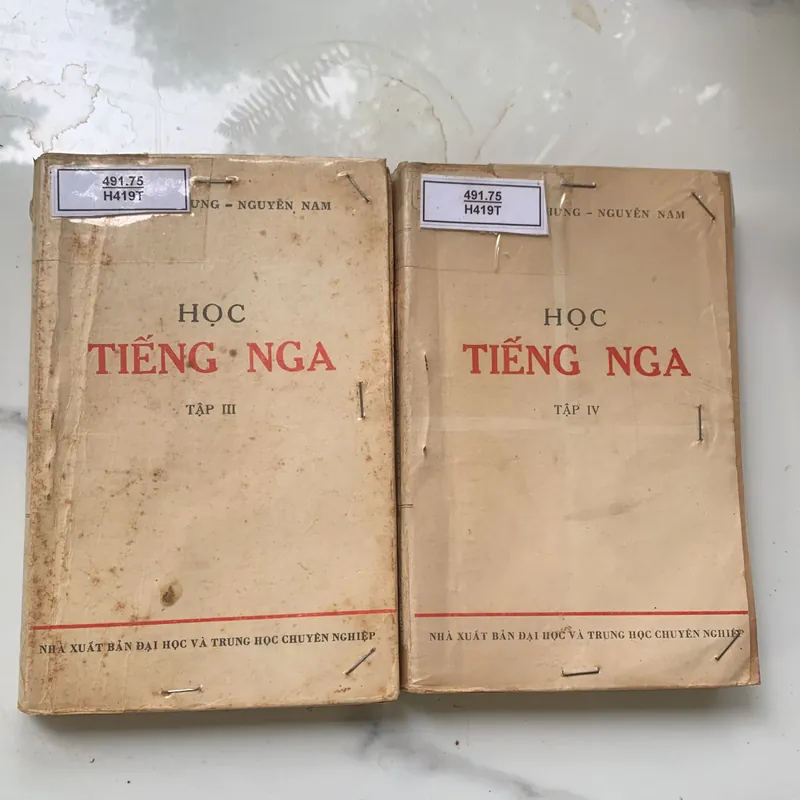 491.75
H419T
NGUYÊN NAM
HỌC
TIẾNG NGA
TẬP III
NHÀ XUẤT BẢN ĐẠI HỌC VÀ TRUNG HỌC CHUYÊN NGHIỆP
491.75
H419T
HƯNG - NGUYÊN NAM
HỌC
TIẾNG NGA
TẬP IV
NHÀ XUẤT BẢN ĐẠI HỌC VÀ TRUNG HỌC CHUYÊN NGHIỆP